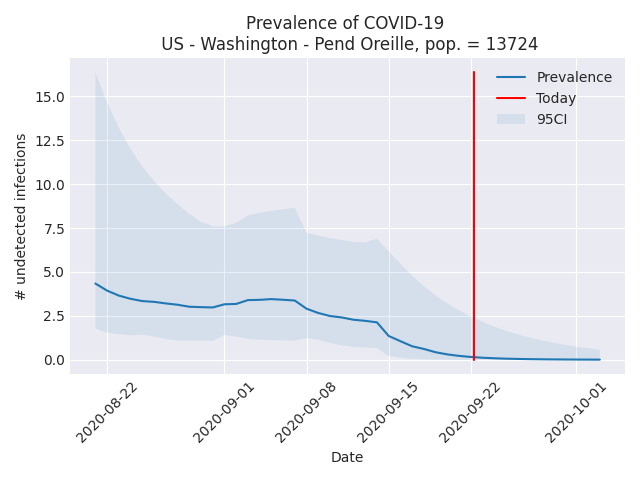 Prevalence of COVID-19
US - Washington - Pend Oreille, pop. = 13724
Prevalence
Today
95CI
# undetected infections
15.0
12.5
10.0
7.5
5.0
2.5
0.0
2020-08-22
2020-09-01
2020-09-08
2020-09-15
2020-09-22
2020-10-01
Date